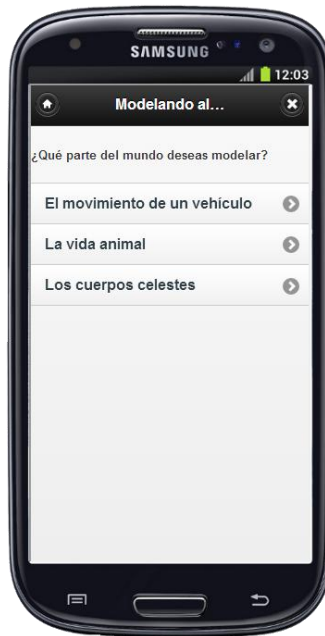 SAMSUNG
12:03
Modelando al...
¿Qué parte del mundo deseas modelar?
El movimiento de un vehículo
La vida animal
Los cuerpos celestes